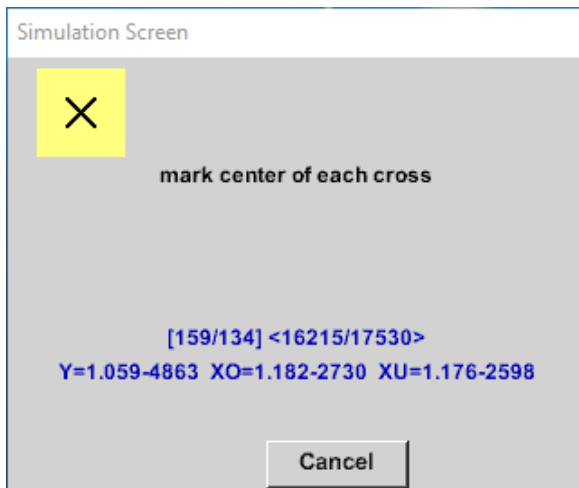 Simulation Screen
mark center of each cross
[159/134] <16215/17530>
Y=1.059-4863 XO=1.182-2730 XU=1.176-2598
Cancel